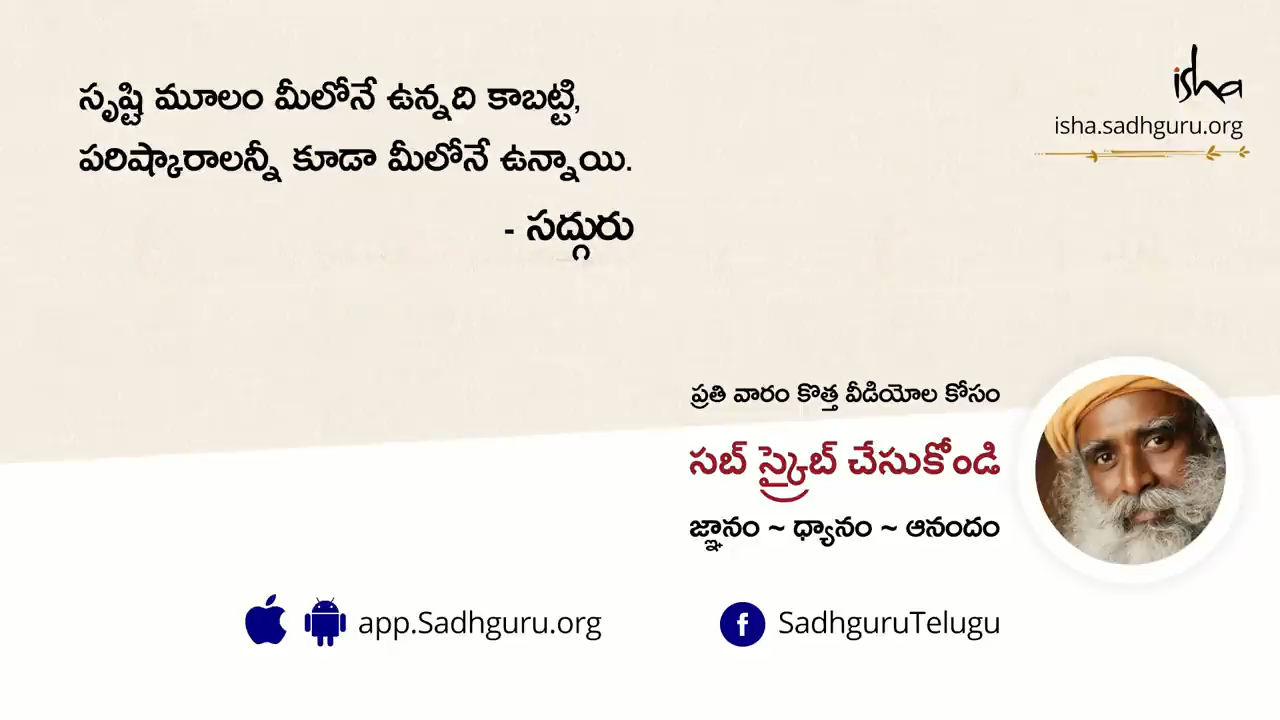 సృష్టి మూలం మీలోనే ఉన్నది కాబట్టి,
పరిష్కారాలన్నీ కూడా మీలోనే ఉన్నాయి.
- సద్గురు
isha
isha.sadhguru.org
ప్రతి వారం కొత్త వీడియోల కోసం
సబ్ స్క్రైబ్ చేసుకోండి
జ్ఞానం ~ ధ్యానం ~ ఆనందం
app.Sadhguru.org
SadhguruTelugu